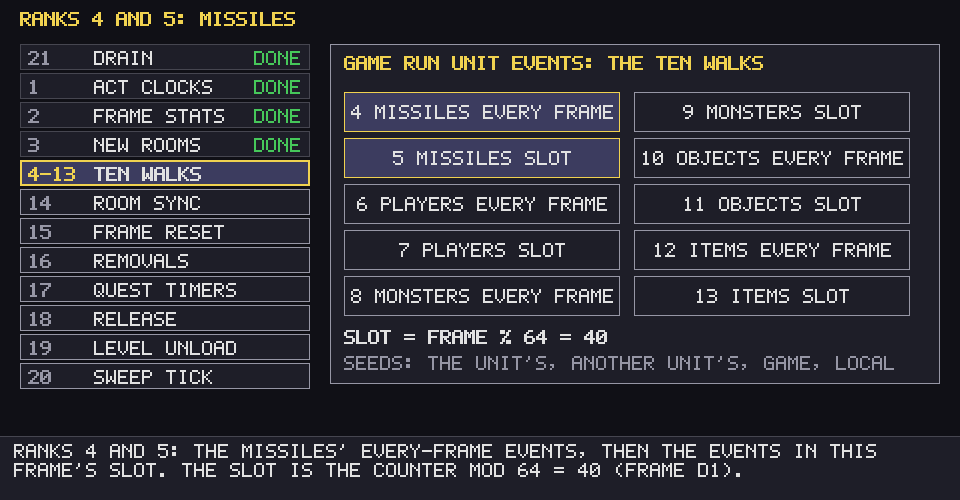 RANKS 4 AND 5: MISSILES
21 DRAIN DONE
1 ACT CLOCKS DONE
2 FRAME STATS DONE
3 NEW ROOMS DONE
4-13 TEN WALKS
14 ROOM SYNC
15 FRAME RESET
16 REMOVALS
17 QUEST TIMERS
18 RELEASE
19 LEVEL UNLOAD
20 SWEEP TICK
GAME RUN UNIT EVENTS: THE TEN WALKS
4 MISSILES EVERY FRAME
5 MISSILES SLOT
6 PLAYERS EVERY FRAME
7 PLAYERS SLOT
8 MONSTERS EVERY FRAME
9 MONSTERS SLOT
10 OBJECTS EVERY FRAME
11 OBJECTS SLOT
12 ITEMS EVERY FRAME
13 ITEMS SLOT
SLOT = FRAME % 64 = 40
SEEDS: THE UNIT'S, ANOTHER UNIT'S, GAME, LOCAL
RANKS 4 AND 5: THE MISSILES' EVERY-FRAME EVENTS, THEN THE EVENTS IN THIS
FRAME'S SLOT. THE SLOT IS THE COUNTER MOD 64 = 40 (FRAME D1).